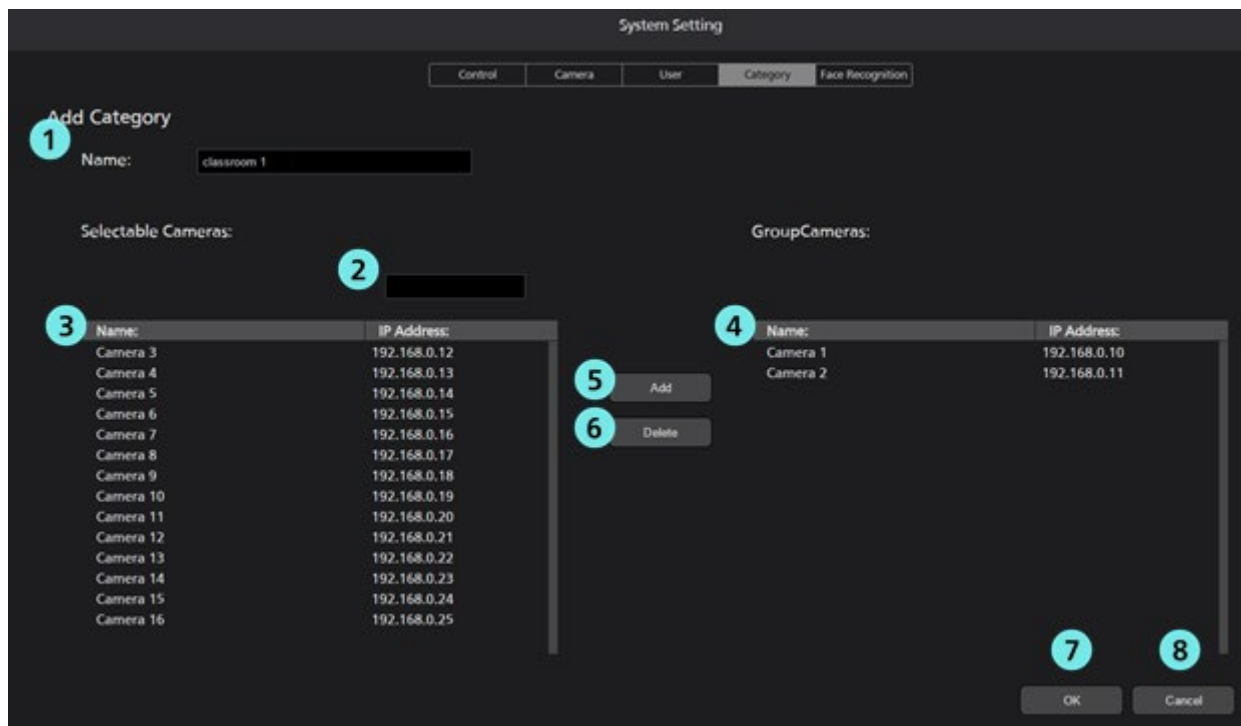 System Setting
Control Camera User Category Face Recognition
Add Category
1
Name: classroom 1
Selectable Cameras: GroupCameras:
2
3 Name: IP Address: 4 Name: IP Address:
Camera 3 192.168.0.12 Camera 1 192.168.0.10
Camera 4 192.168.0.13 Camera 2 192.168.0.11
5 Add
Camera 5 192.168.0.14
Camera 6 192.168.0.15
6 Delete
Camera 7 192.168.0.16
Camera 8 192.168.0.17
Camera 9 192.168.0.18
Camera 10 192.168.0.19
Camera 11 192.168.0.20
Camera 12 192.168.0.21
Camera 13 192.168.0.22
Camera 14 192.168.0.23
Camera 15 192.168.0.24
Camera 16 192.168.0.25
7 8
OK Cancel